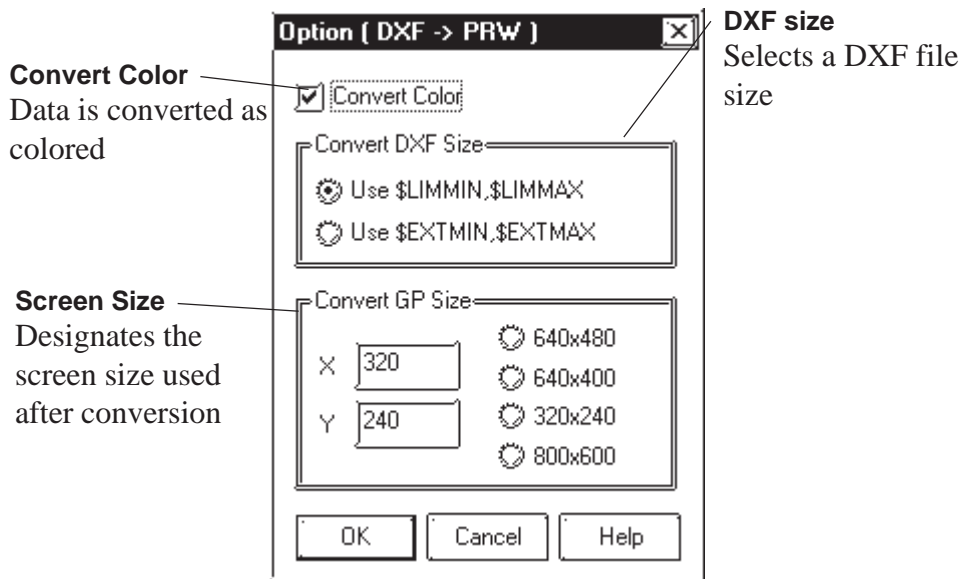 Option ( DXF -> PRW )
DXF size
Selects a DXF file
size
Convert Color
Data is converted as
colored
Convert Color
Convert DXF Size
Use $LIMMIN,$LIMMAX
Use $EXTMIN,$EXTMAX
Screen Size
Designates the
screen size used
after conversion
Convert GP Size
X 320
Y 240
640x480
640x400
320x240
800x600
OK Cancel Help